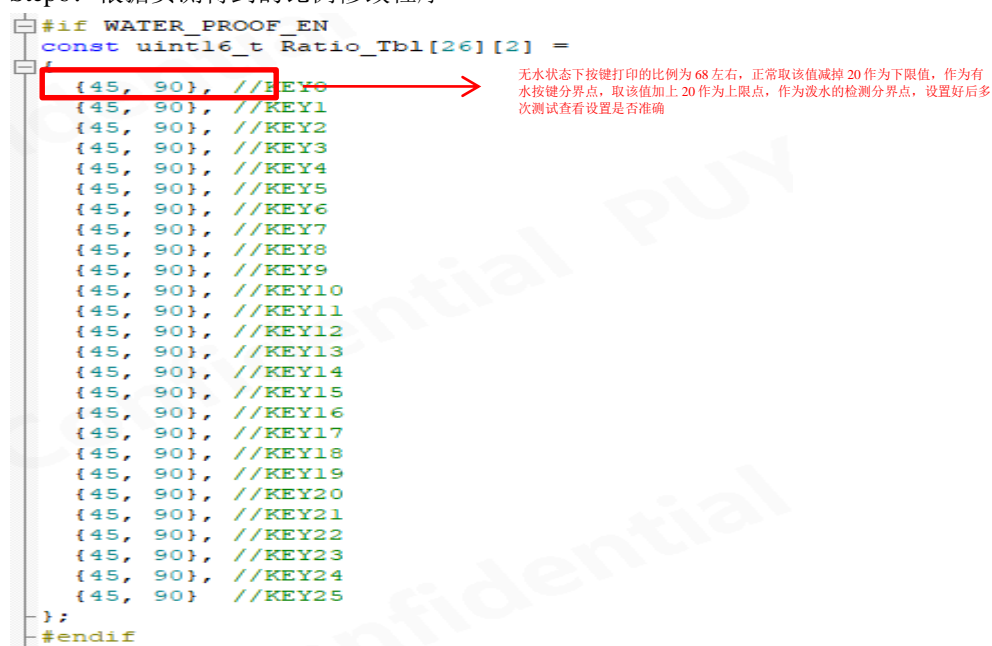 #if WATER_PROOF_EN
const uint16_t Ratio_Tbl[26][2] =
{
{45, 90}, //KEY0
无水状态下按键打印的比例为 68 左右，正常取该值减掉 20 作为下限值，作为有
水按键分界点，取该值加上 20 作为上限点，作为泼水的检测分界点，设置好后多
次测试查看设置是否准确
{45, 90}, //KEY1
{45, 90}, //KEY2
{45, 90}, //KEY3
{45, 90}, //KEY4
{45, 90}, //KEY5
{45, 90}, //KEY6
{45, 90}, //KEY7
{45, 90}, //KEY8
{45, 90}, //KEY9
{45, 90}, //KEY10
{45, 90}, //KEY11
{45, 90}, //KEY12
{45, 90}, //KEY13
{45, 90}, //KEY14
{45, 90}, //KEY15
{45, 90}, //KEY16
{45, 90}, //KEY17
{45, 90}, //KEY18
{45, 90}, //KEY19
{45, 90}, //KEY20
{45, 90}, //KEY21
{45, 90}, //KEY22
{45, 90}, //KEY23
{45, 90}, //KEY24
{45, 90} //KEY25
};
#endif